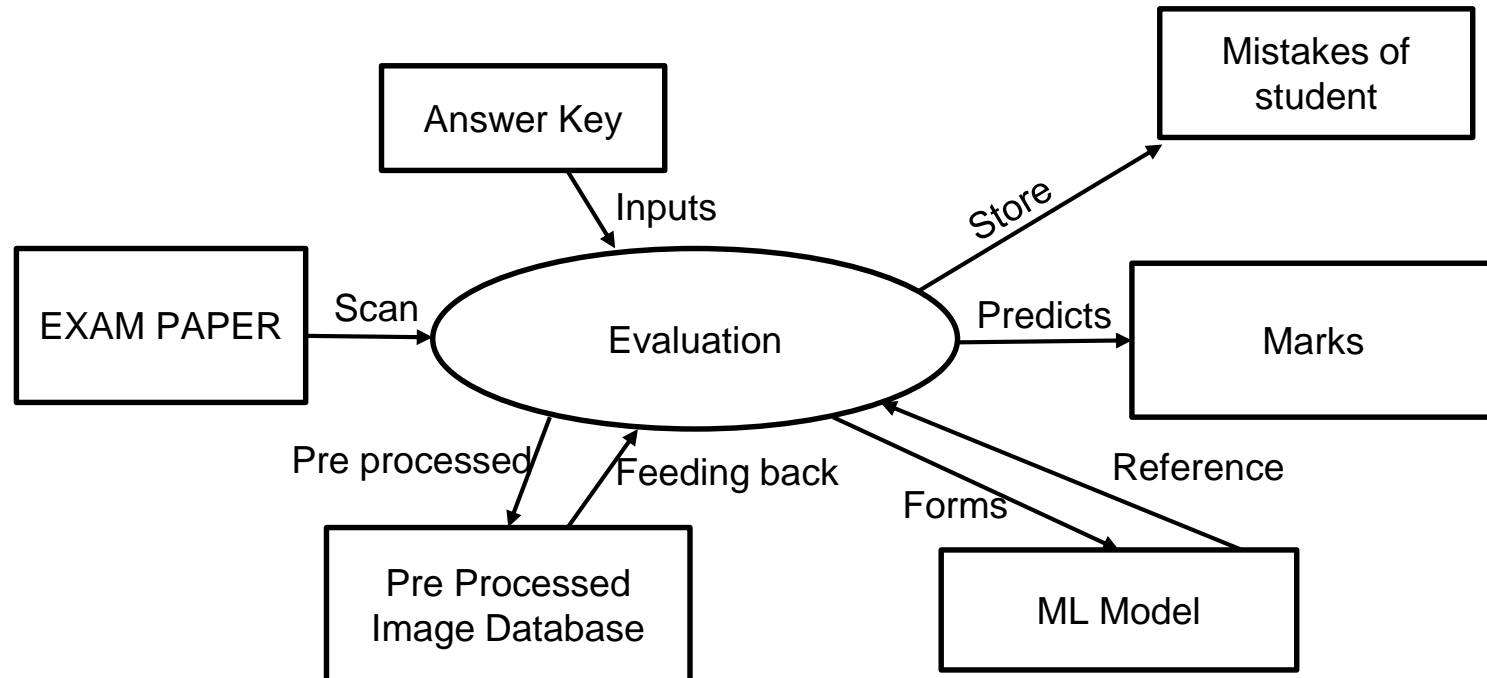 Mistakes of
student
Answer Key
Inputs
Store
EXAM PAPER
Scan
Evaluation
Predicts
Marks
Pre processed
Feeding back
Reference
Forms
Pre Processed
Image Database
ML Model